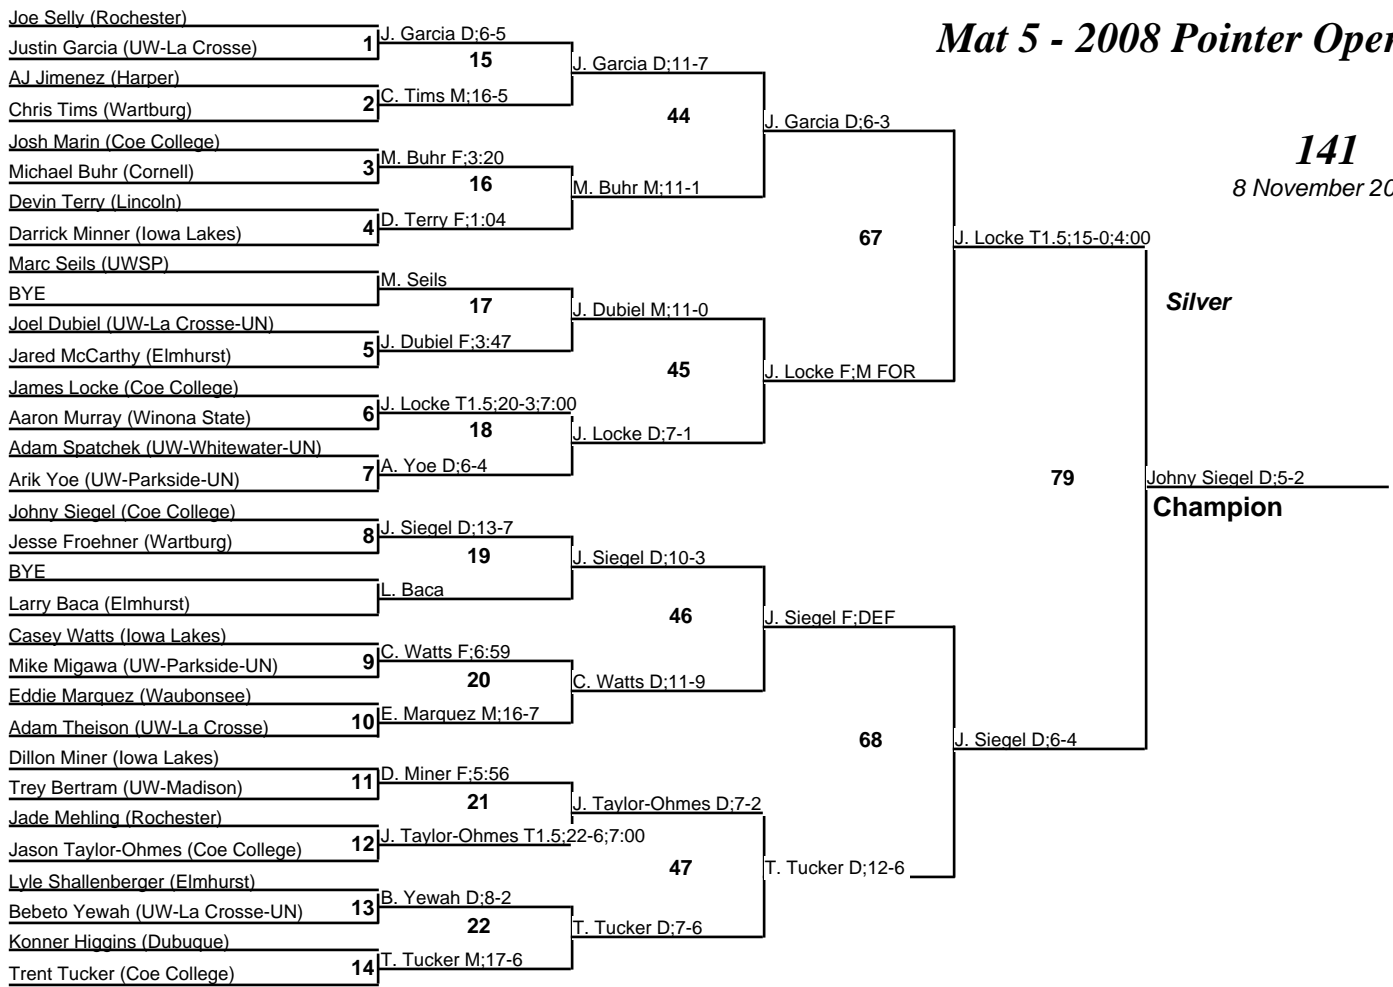 Mat 5 - 2008 Pointer Open
141
8 November 20
Silver
Joe Selly (Rochester)
Justin Garcia (UW-La Crosse)
AJ Jimenez (Harper)
Chris Tims (Wartburg)
Josh Marin (Coe College)
Michael Buhr (Cornell)
Devin Terry (Lincoln)
Darrick Minner (Iowa Lakes)
Marc Seils (UWSP)
BYE
Joel Dubiel (UW-La Crosse-UN)
Jared McCarthy (Elmhurst)
James Locke (Coe College)
Aaron Murray (Winona State)
Adam Spatchek (UW-Whitewater-UN)
Arik Yoe (UW-Parkside-UN)
Johny Siegel (Coe College)
Jesse Froehner (Wartburg)
BYE
Larry Baca (Elmhurst)
Casey Watts (Iowa Lakes)
Mike Migawa (UW-Parkside-UN)
Eddie Marquez (Waubonsee)
Adam Theison (UW-La Crosse)
Dillon Miner (Iowa Lakes)
Trey Bertram (UW-Madison)
Jade Mehling (Rochester)
Jason Taylor-Ohmes (Coe College)
Lyle Shallenberger (Elmhurst)
Bebeto Yewah (UW-La Crosse-UN)
Konner Higgins (Dubuque)
Trent Tucker (Coe College)
1 J. Garcia D;6-5
15
2 C. Tims M;16-5
3 M. Buhr F;3:20
16
4 D. Terry F;1:04
M. Seils
17
5 J. Dubiel F;3:47
6 J. Locke T1.5;20-3;7:00
18
7 A. Yoe D;6-4
8 J. Siegel D;13-7
19
L. Baca
9 C. Watts F;6:59
20
10 E. Marquez M;16-7
11 D. Miner F;5:56
21
12 J. Taylor-Ohmes T1.5;22-6;7:00
13 B. Yewah D;8-2
22
14 T. Tucker M;17-6
J. Garcia D;11-7
44
M. Buhr M;11-1
J. Dubiel M;11-0
45
J. Locke D;7-1
J. Siegel D;10-3
46
C. Watts D;11-9
J. Taylor-Ohmes D;7-2
47
T. Tucker D;7-6
J. Garcia D;6-3
67
J. Locke F;M FOR
J. Siegel F;DEF
68
T. Tucker D;12-6
J. Locke T1.5;15-0;4:00
79
J. Siegel D;6-4
Johny Siegel D;5-2
Champion